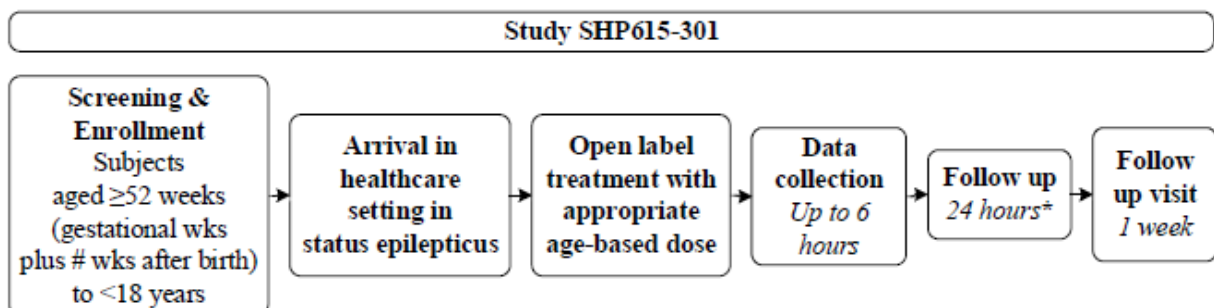 Study SHP615-301
Screening &
Enrollment
Subjects
aged ≥52 weeks
(gestational wks
plus # wks after birth)
to <18 years
Arrival in
healthcare
setting in
status epilepticus
Open label
treatment with
appropriate
age-based dose
Data
collection
Up to 6
hours
Follow up
24 hours*
Follow
up visit
1 week